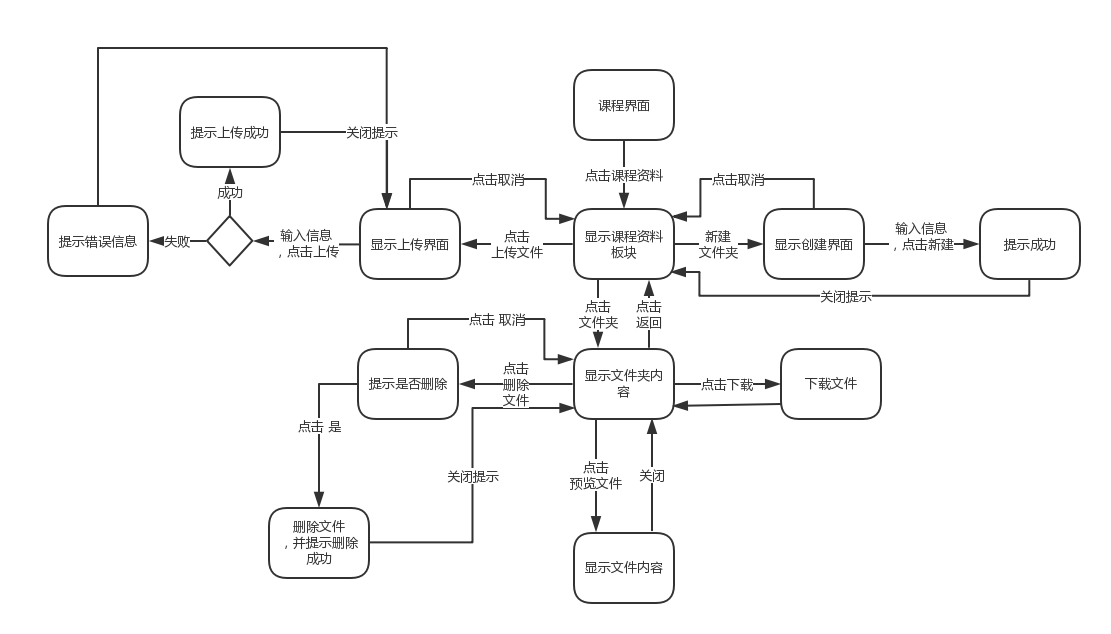 课程界面
提示上传成功
关闭提示
点击课程资料
点击取消
点击取消
成功
提示错误信息
失败
输入信息
，点击上传
显示上传界面
点击
上传文件
显示课程资料
板块
新建
文件夹
显示创建界面
输入信息
，点击新建
提示成功
关闭提示
点击
文件夹
点击
返回
点击 取消
提示是否删除
点击
删除
文件
显示文件夹内
容
点击下载
下载文件
点击 是
关闭提示
点击
预览文件
关闭
删除文件
，并提示删除
成功
显示文件内容